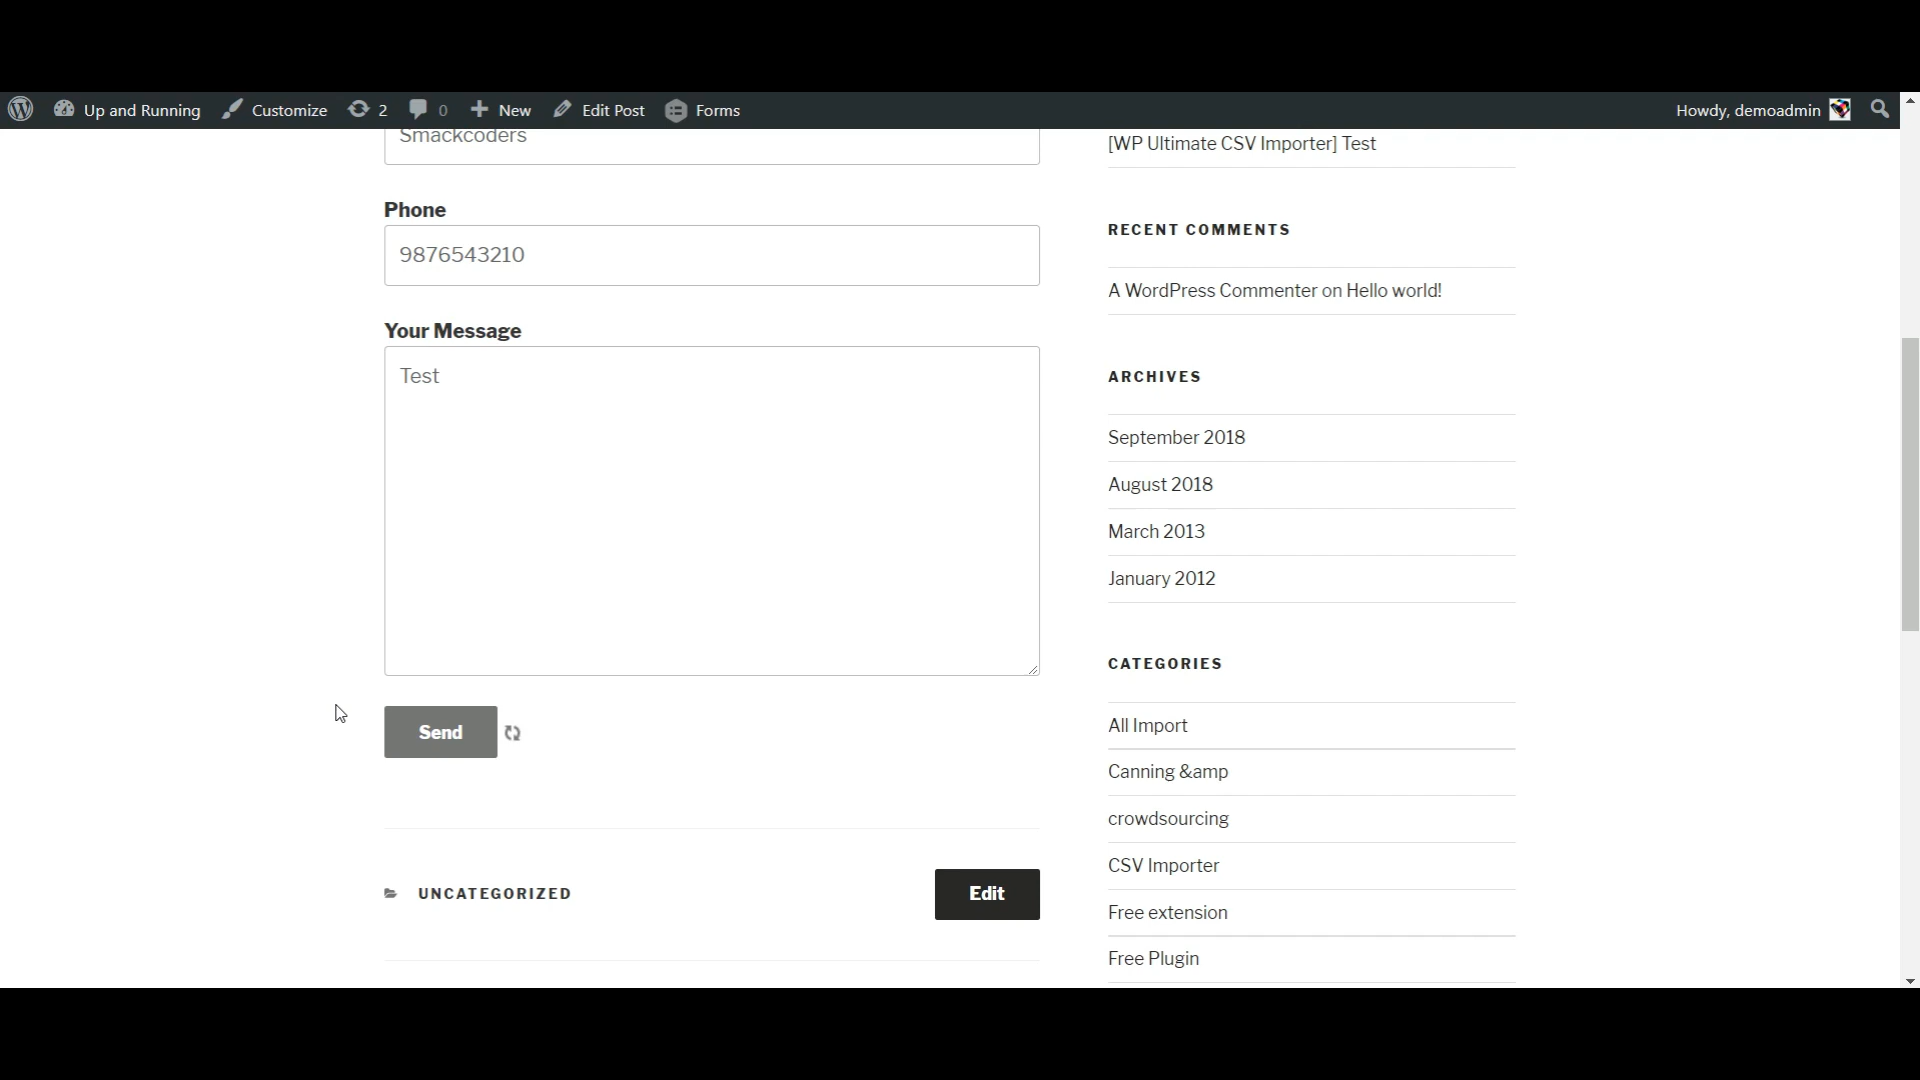 Up and Running Customize 2 0 New Edit Post Forms Howdy, demoadmin
Smackcoders
Phone
9876543210
Your Message
Test
Send
UNCATEGORIZED
Edit
[WP Ultimate CSV Importer] Test
RECENT COMMENTS
A WordPress Commenter on Hello world!
ARCHIVES
September 2018
August 2018
March 2013
January 2012
CATEGORIES
All Import
Canning &amp
crowdsourcing
CSV Importer
Free extension
Free Plugin